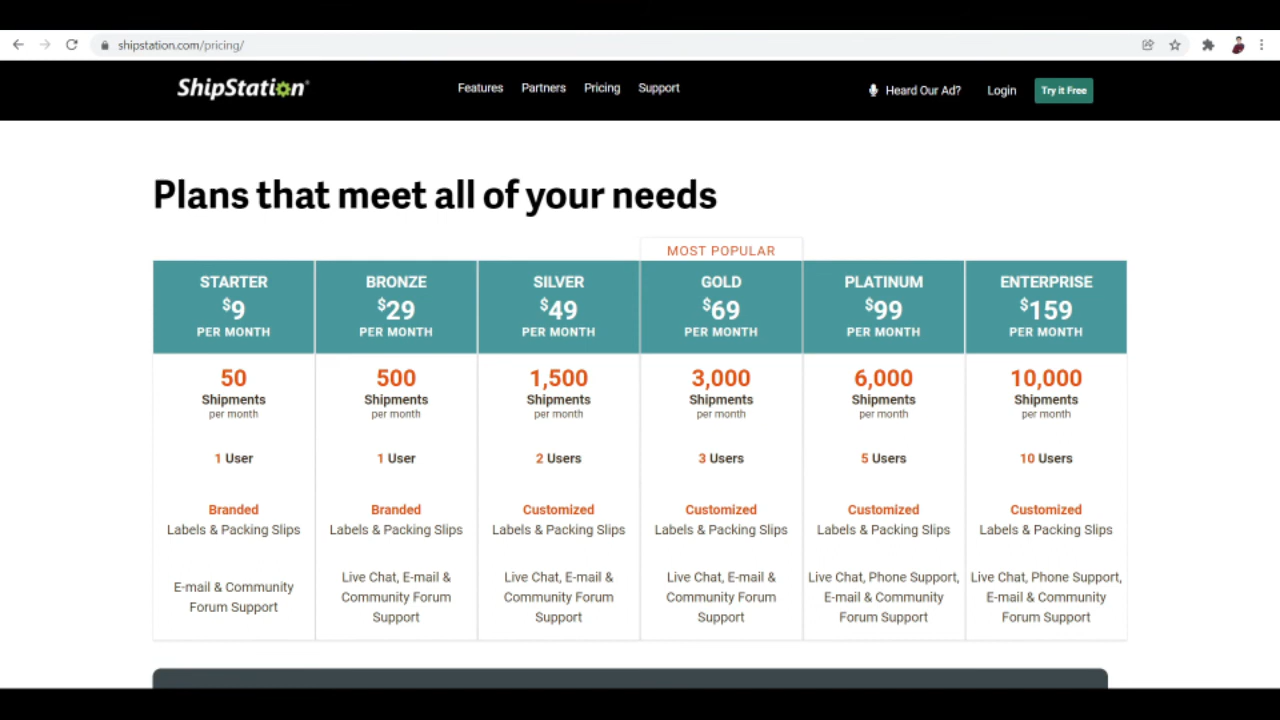 shipstation.com/pricing/
ShipStation
Features Partners Pricing Support
Heard Our Ad? Login Try it Free
Plans that meet all of your needs
MOST POPULAR
STARTER
$9
PER MONTH
50
Shipments
per month
1 User
Branded
Labels & Packing Slips
E-mail & Community
Forum Support
BRONZE
$29
PER MONTH
500
Shipments
per month
1 User
Branded
Labels & Packing Slips
Live Chat, E-mail &
Community Forum
Support
SILVER
$49
PER MONTH
1,500
Shipments
per month
2 Users
Customized
Labels & Packing Slips
Live Chat, E-mail &
Community Forum
Support
GOLD
$69
PER MONTH
3,000
Shipments
per month
3 Users
Customized
Labels & Packing Slips
Live Chat, E-mail &
Community Forum
Support
PLATINUM
$99
PER MONTH
6,000
Shipments
per month
5 Users
Customized
Labels & Packing Slips
Live Chat, Phone Support,
E-mail & Community
Forum Support
ENTERPRISE
$159
PER MONTH
10,000
Shipments
per month
10 Users
Customized
Labels & Packing Slips
Live Chat, Phone Support,
E-mail & Community
Forum Support